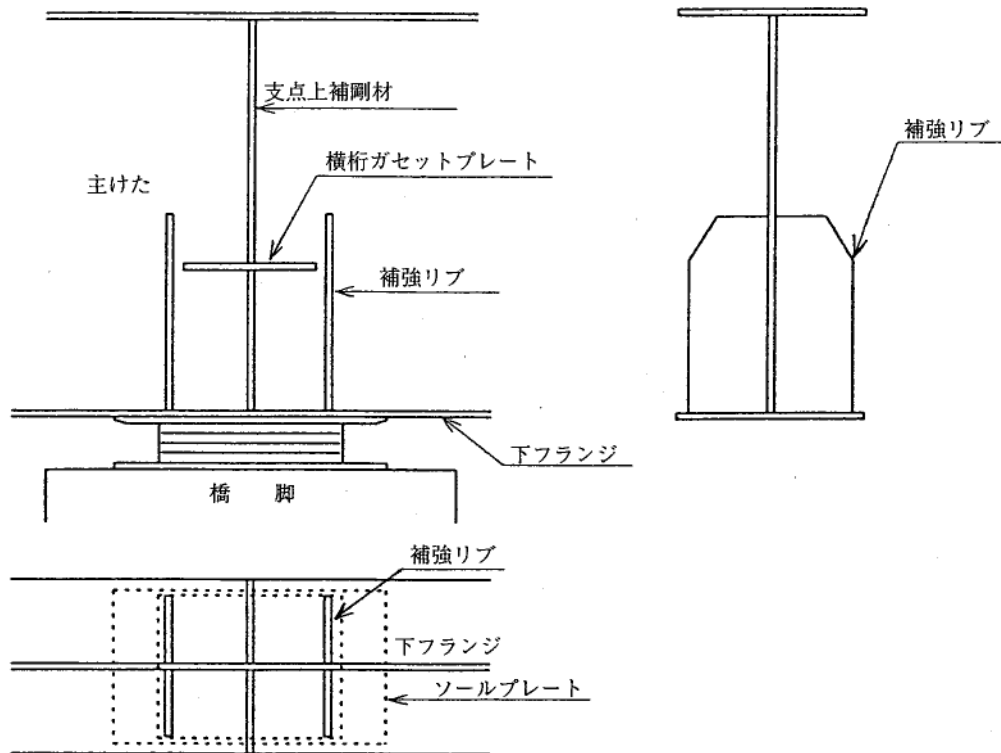 支点上補剛材
補強リブ
横桁ガセットプレート
主けた
補強リブ
下フランジ
橋 脚
補強リブ
下フランジ
ソールプレート